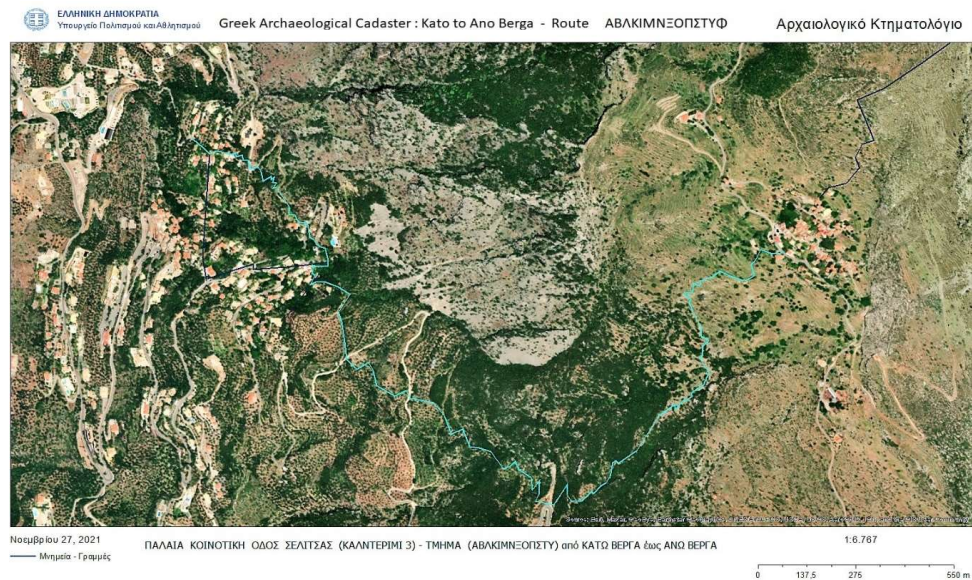 ΕΛΛΗΝΙΚΗ ΔΗΜΟΚΡΑΤΙΑ
Υπουργείο Πολιτισμού και Αθλητισμού
Greek Archaeological Cadaster : Kato to Ano Berga - Route ΑΒΛΚΙΜΝΞΟΠΣΤΥΦ
Αρχαιολογικό Κτηματολόγιο
Νοεμβρίου 27, 2021
Μνημεία - Γραμμές
ΠΑΛΑΙΑ ΚΟΙΝΟΤΙΚΗ ΟΔΟΣ ΣΕΛΙΤΣΑΣ (ΚΑΛΝΤΕΡΙΜΙ 3) - ΤΜΗΜΑ (ΑΒΛΚΙΜΝΞΟΠΣΤΥ) από ΚΑΤΩ ΒΕΡΓΑ έως ΑΝΩ ΒΕΡΓΑ
1:6.767
0 137,5 275 550 m